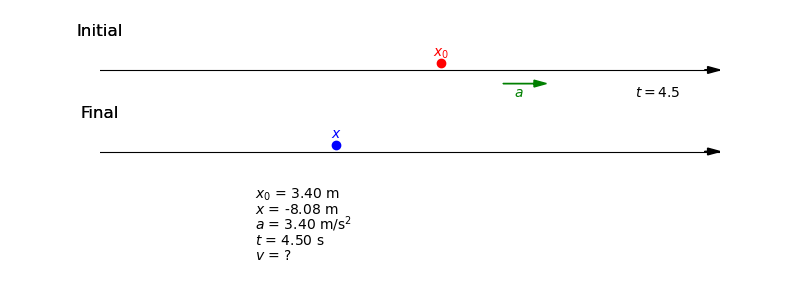 Initial
x₀
a
t = 4.5
Final
x
x₀ = 3.40 m
x = -8.08 m
a = 3.40 m/s²
t = 4.50 s
v = ?